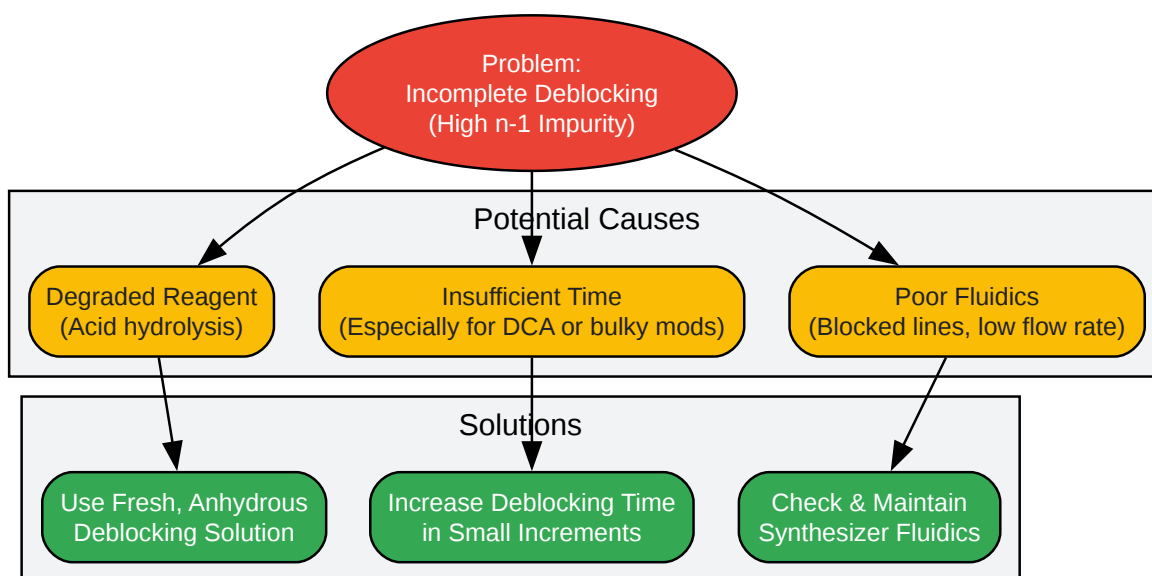 Problem:
Incomplete Deblocking
(High n-1 Impurity)
Potential Causes
Degraded Reagent
(Acid hydrolysis)
Insufficient Time
(Especially for DCA or bulky mods)
Poor Fluidics
(Blocked lines, low flow rate)
Solutions
Use Fresh, Anhydrous
Deblocking Solution
Increase Deblocking Time
in Small Increments
Check & Maintain
Synthesizer Fluidics